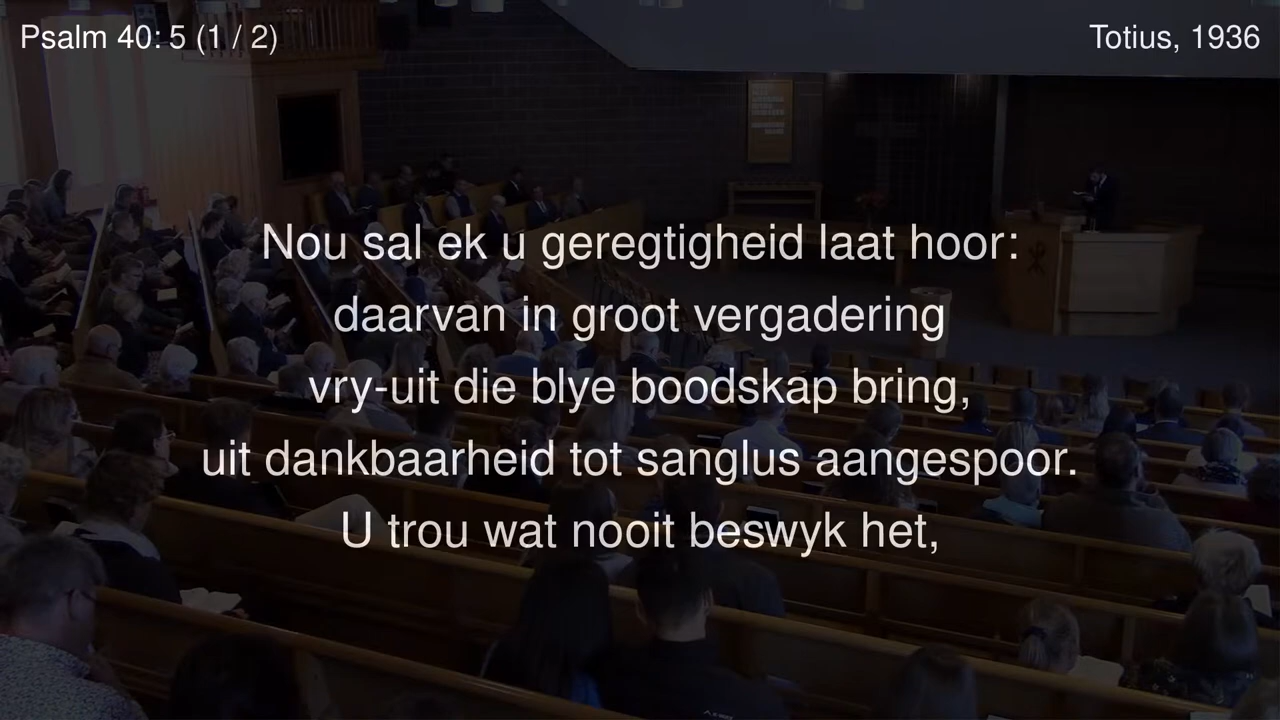 Psalm 40: 5 (1 / 2)
Totius, 1936
Nou sal ek u geregtigheid laat hoor:
daarvan in groot vergadering
vry-uit die blye boodskap bring,
uit dankbaarheid tot sanglus aangespoor.
U trou wat nooit beswyk het,